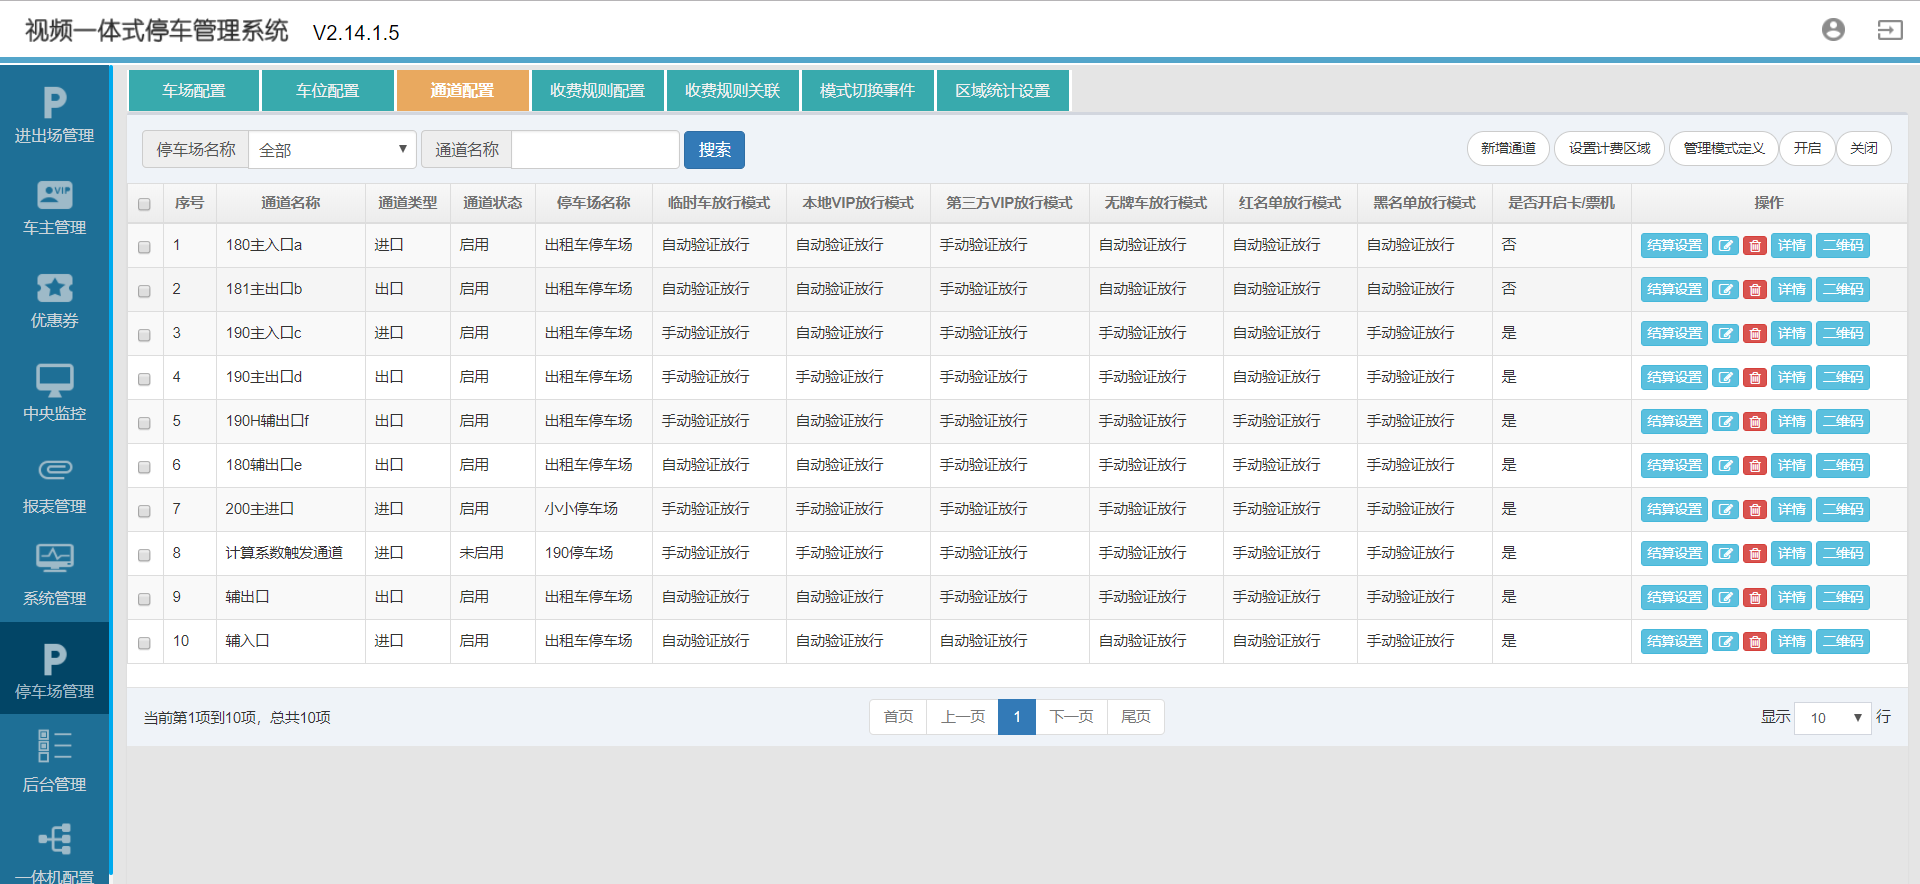 视频一体式停车管理系统 V2.14.1.5
进出场管理
车主管理
优惠券
中央监控
报表管理
系统管理
停车场管理
后台管理
一体机配置
车场配置 车位配置 通道配置 收费规则配置 收费规则关联 模式切换事件 区域统计设置
停车场名称 全部 通道名称 搜索 新增通道 设置计费区域 管理模式定义 开启 关闭
序号 通道名称 通道类型 通道状态 停车场名称 临时车放行模式 本地VIP放行模式 第三方VIP放行模式 无牌车放行模式 红名单放行模式 黑名单放行模式 是否开启卡/票机 操作
1 180主入口a 进口 启用 出租车停车场 自动验证放行 自动验证放行 手动验证放行 自动验证放行 自动验证放行 自动验证放行 否 结算设置 详情 二维码
2 181主出口b 出口 启用 出租车停车场 自动验证放行 自动验证放行 手动验证放行 自动验证放行 自动验证放行 自动验证放行 否 结算设置 详情 二维码
3 190主入口c 进口 启用 出租车停车场 手动验证放行 自动验证放行 手动验证放行 手动验证放行 自动验证放行 手动验证放行 是 结算设置 详情 二维码
4 190主出口d 出口 启用 出租车停车场 手动验证放行 手动验证放行 手动验证放行 手动验证放行 自动验证放行 手动验证放行 是 结算设置 详情 二维码
5 190H辅出口f 出口 启用 出租车停车场 手动验证放行 自动验证放行 手动验证放行 手动验证放行 手动验证放行 手动验证放行 是 结算设置 详情 二维码
6 180辅出口e 出口 启用 出租车停车场 自动验证放行 自动验证放行 手动验证放行 手动验证放行 手动验证放行 手动验证放行 是 结算设置 详情 二维码
7 200主进口 进口 启用 小小停车场 手动验证放行 手动验证放行 手动验证放行 手动验证放行 手动验证放行 手动验证放行 是 结算设置 详情 二维码
8 计算系数触发通道 进口 未启用 190停车场 手动验证放行 手动验证放行 手动验证放行 手动验证放行 手动验证放行 手动验证放行 是 结算设置 详情 二维码
9 辅出口 出口 启用 出租车停车场 自动验证放行 自动验证放行 手动验证放行 手动验证放行 手动验证放行 手动验证放行 是 结算设置 详情 二维码
10 辅入口 进口 启用 出租车停车场 自动验证放行 自动验证放行 自动验证放行 自动验证放行 自动验证放行 手动验证放行 是 结算设置 详情 二维码
当前第1项到10项，总共10项 首页 上一页 1 下一页 尾页 显示 10 行